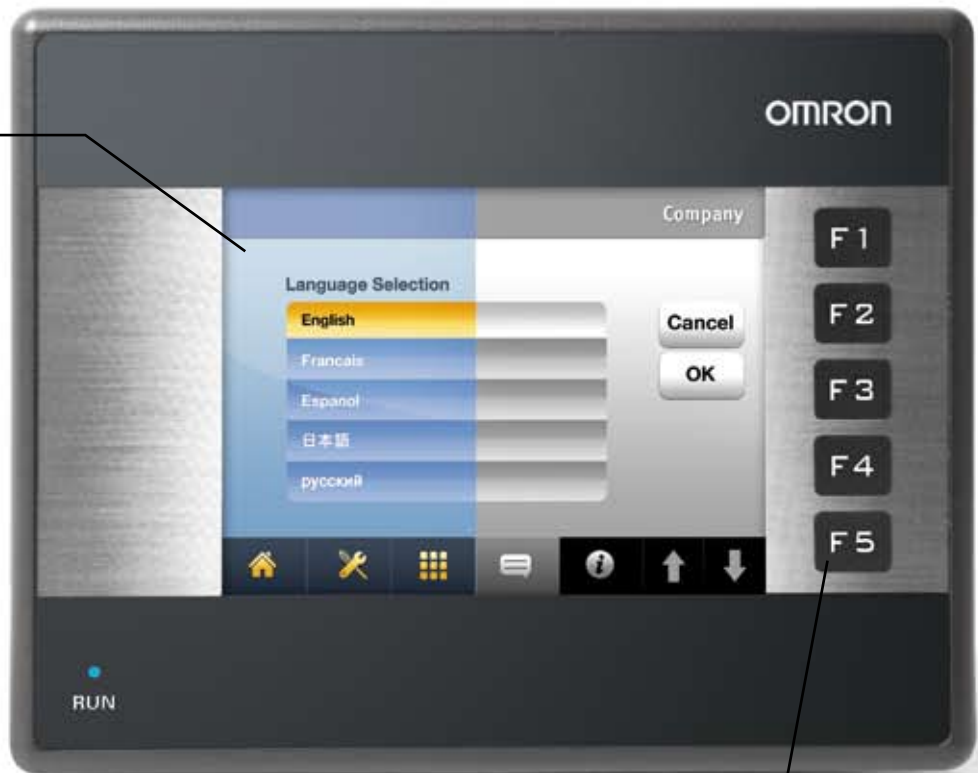 OMRON
Company
F1
Language Selection
English
F2
Cancel
Francais
OK
F3
Espanol
日本語
F4
русский
F5
RUN